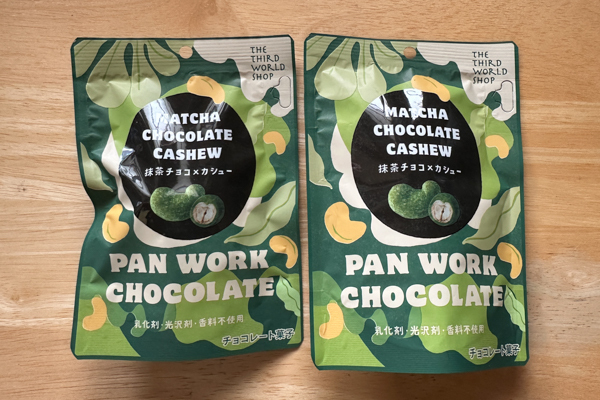 THE
THIRD
WORLD
SHOP
MATCHA
CHOCOLATE
CASHEW
抹茶チョコ×カシュー
PAN WORK
CHOCOLATE
乳化剤・光沢剤・香料不使用
チョコレート菓子
THE
THIRD
WORLD
SHOP
MATCHA
CHOCOLATE
CASHEW
抹茶チョコ×カシュー
PAN WORK
CHOCOLATE
乳化剤・光沢剤・香料不使用
チョコレート菓子